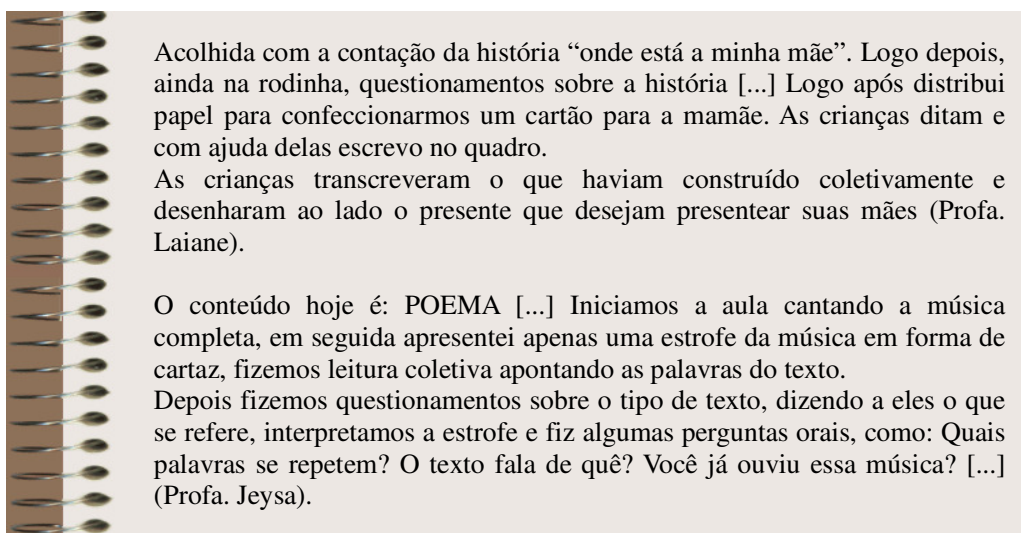 Acolhida com a contação da história “onde está a minha mãe”. Logo depois,
ainda na rodinha, questionamentos sobre a história [...] Logo após distribui
papel para confeccionarmos um cartão para a mamãe. As crianças ditam e
com ajuda delas escrevo no quadro.
As crianças transcreveram o que haviam construído coletivamente e
desenharam ao lado o presente que desejam presentear suas mães (Profa.
Laiane).
O conteúdo hoje é: POEMA [...] Iniciamos a aula cantando a música
completa, em seguida apresentei apenas uma estrofe da música em forma de
cartaz, fizemos leitura coletiva apontando as palavras do texto.
Depois fizemos questionamentos sobre o tipo de texto, dizendo a eles o que
se refere, interpretamos a estrofe e fiz algumas perguntas orais, como: Quais
palavras se repetem? O texto fala de quê? Você já ouviu essa música? [...]
(Profa. Jeysa).